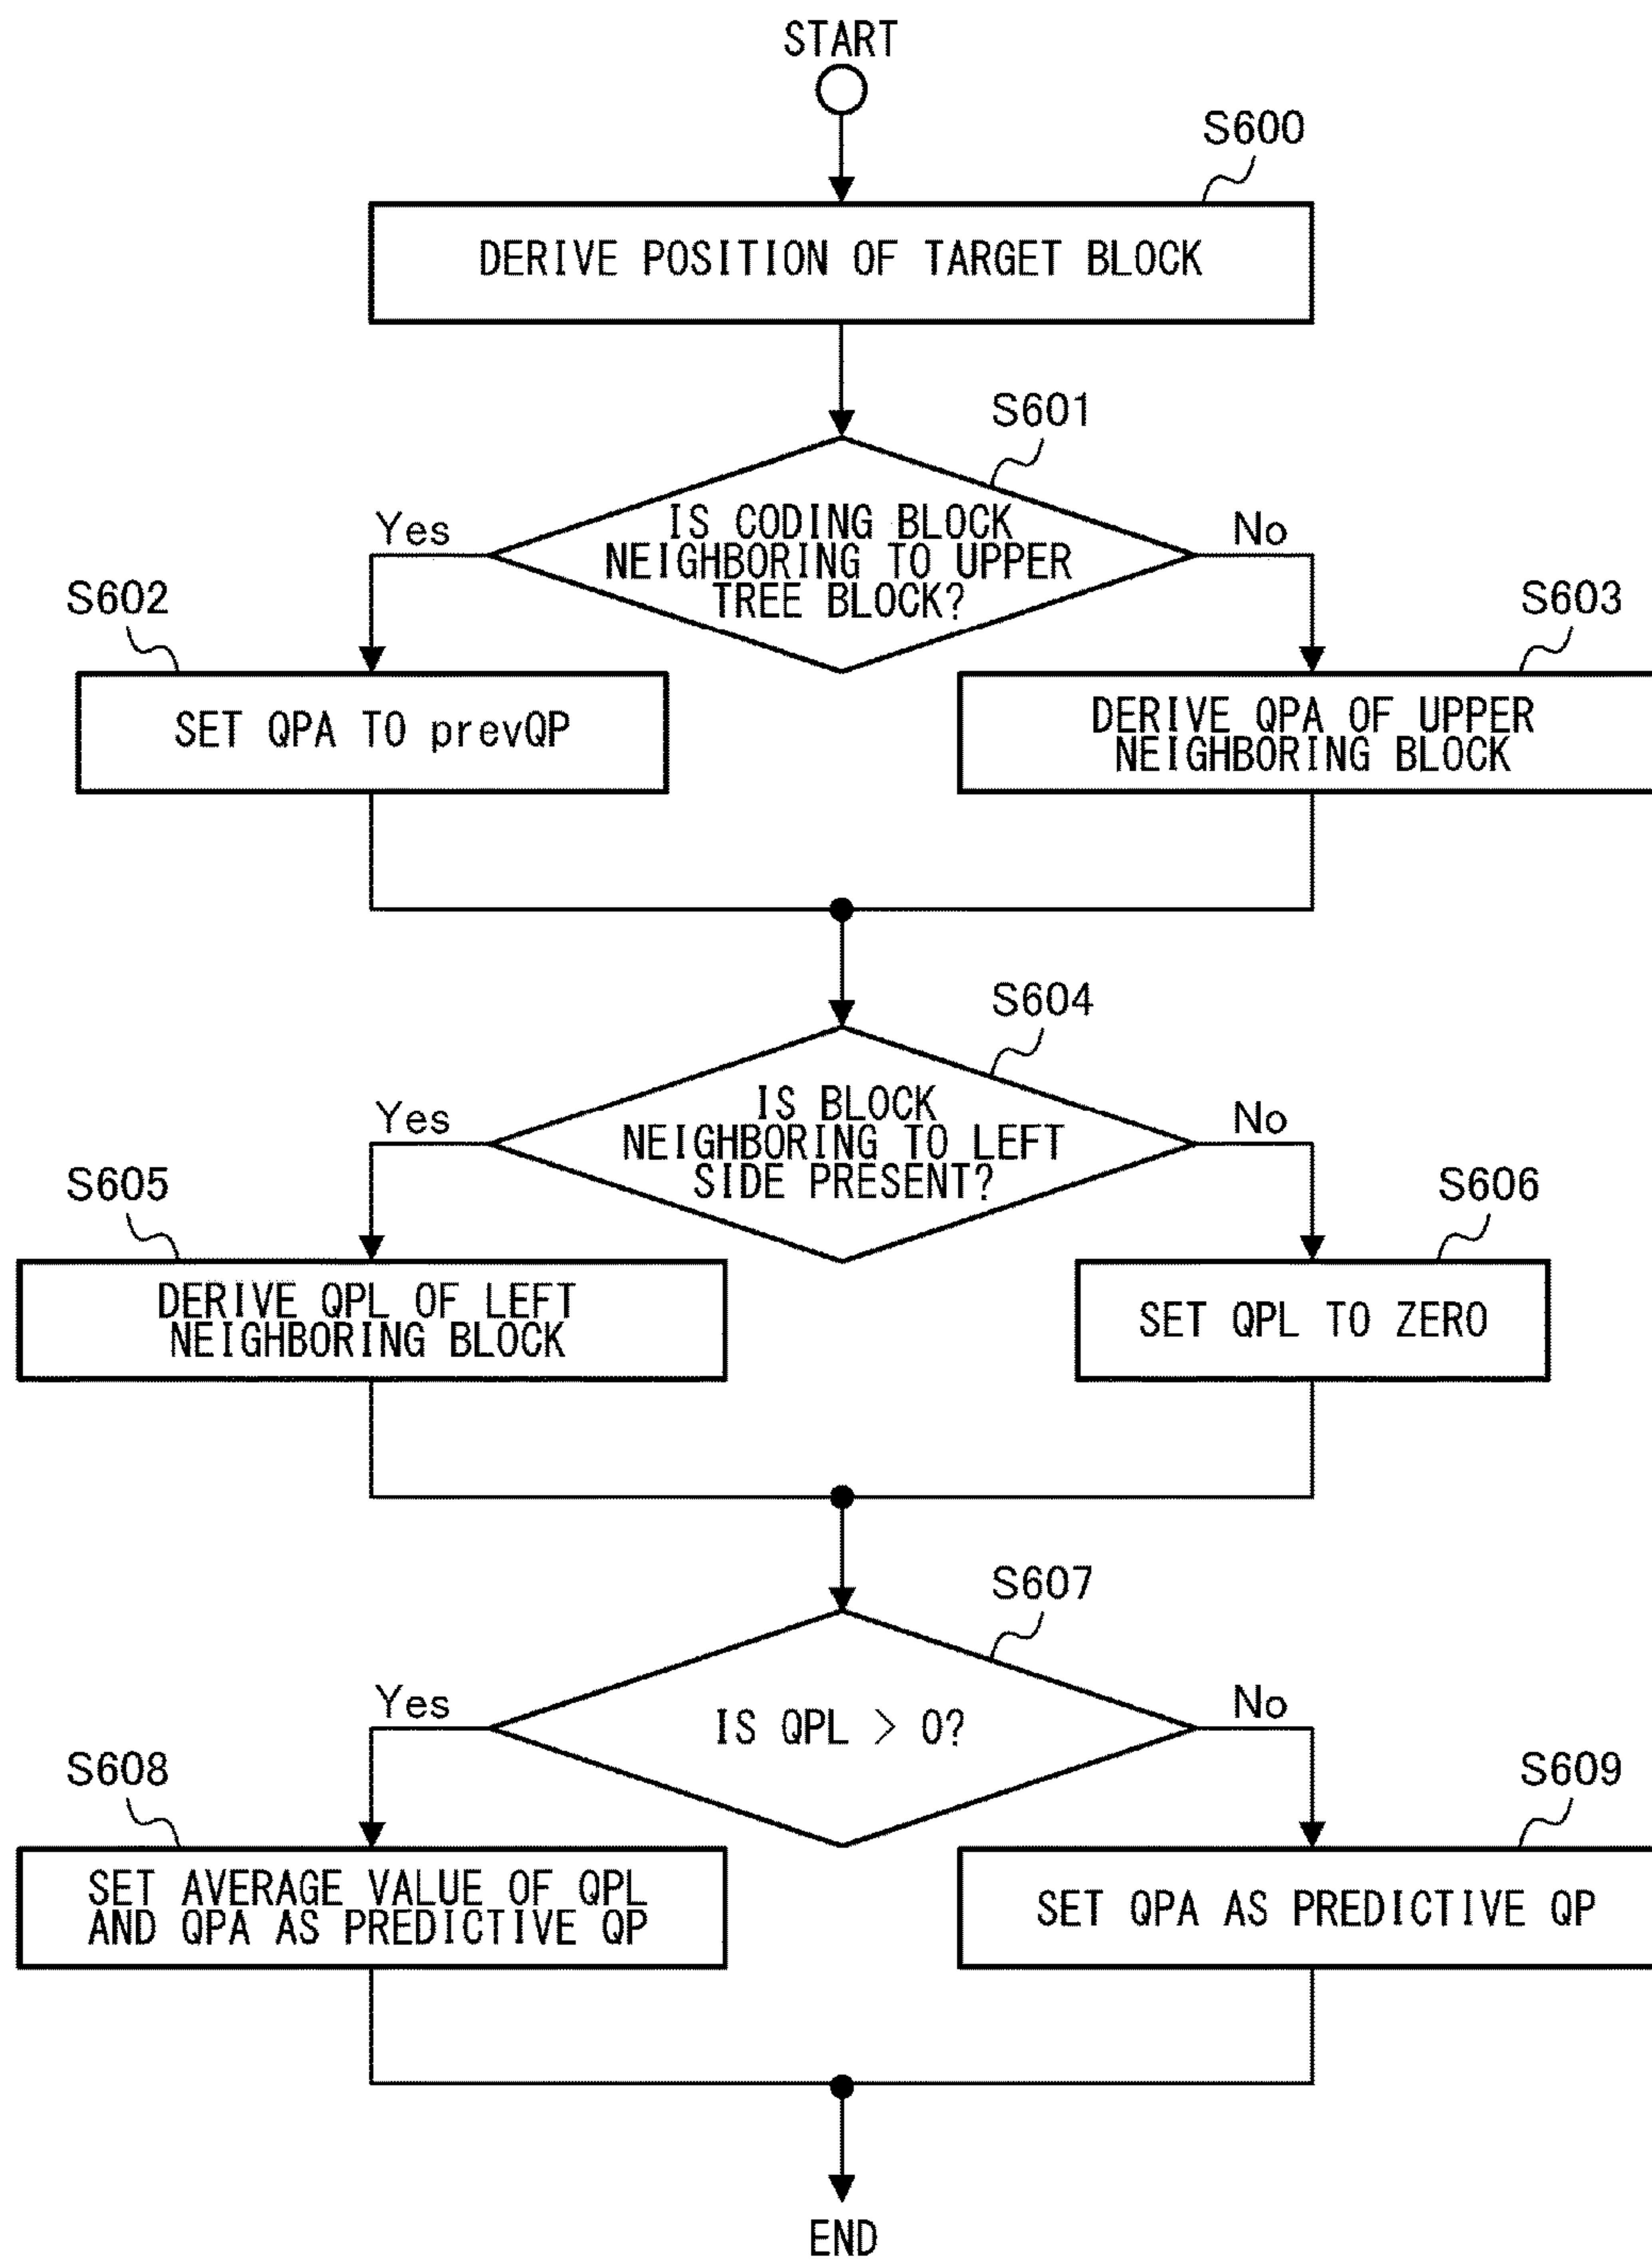 START
S600
DERIVE POSITION OF TARGET BLOCK
S601
IS CODING BLOCK
NEIGHBORING TO UPPER
TREE BLOCK?
Yes
No
S602
S603
SET QPA TO prevQP
DERIVE QPA OF UPPER
NEIGHBORING BLOCK
S604
IS BLOCK
NEIGHBORING TO LEFT
SIDE PRESENT?
Yes
No
S605
S606
DERIVE QPL OF LEFT
NEIGHBORING BLOCK
SET QPL TO ZERO
S607
Yes
IS QPL > 0?
No
S608
S609
SET AVERAGE VALUE OF QPL
AND QPA AS PREDICTIVE QP
SET QPA AS PREDICTIVE QP
END